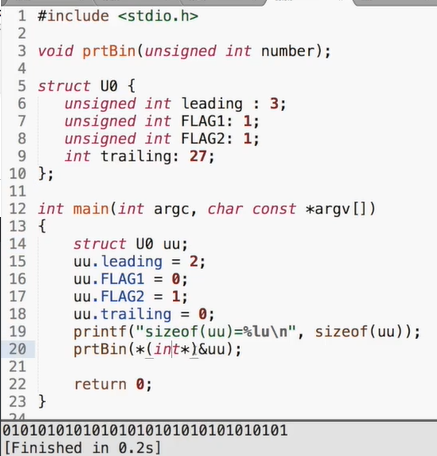 1 #include <stdio.h>
2
3 void prtBin(unsigned int number);
4
5 struct U0 {
6 unsigned int leading : 3;
7 unsigned int FLAG1: 1;
8 unsigned int FLAG2: 1;
9 int trailing: 27;
10 };
11
12 int main(int argc, char const *argv[])
13 {
14 struct U0 uu;
15 uu.leading = 2;
16 uu.FLAG1 = 0;
17 uu.FLAG2 = 1;
18 uu.trailing = 0;
19 printf("sizeof(uu)=%lu\n", sizeof(uu));
20 prtBin(*(int*)&uu);
21
22 return 0;
23 }
24
01010101010101010101010101010101
[Finished in 0.2s]